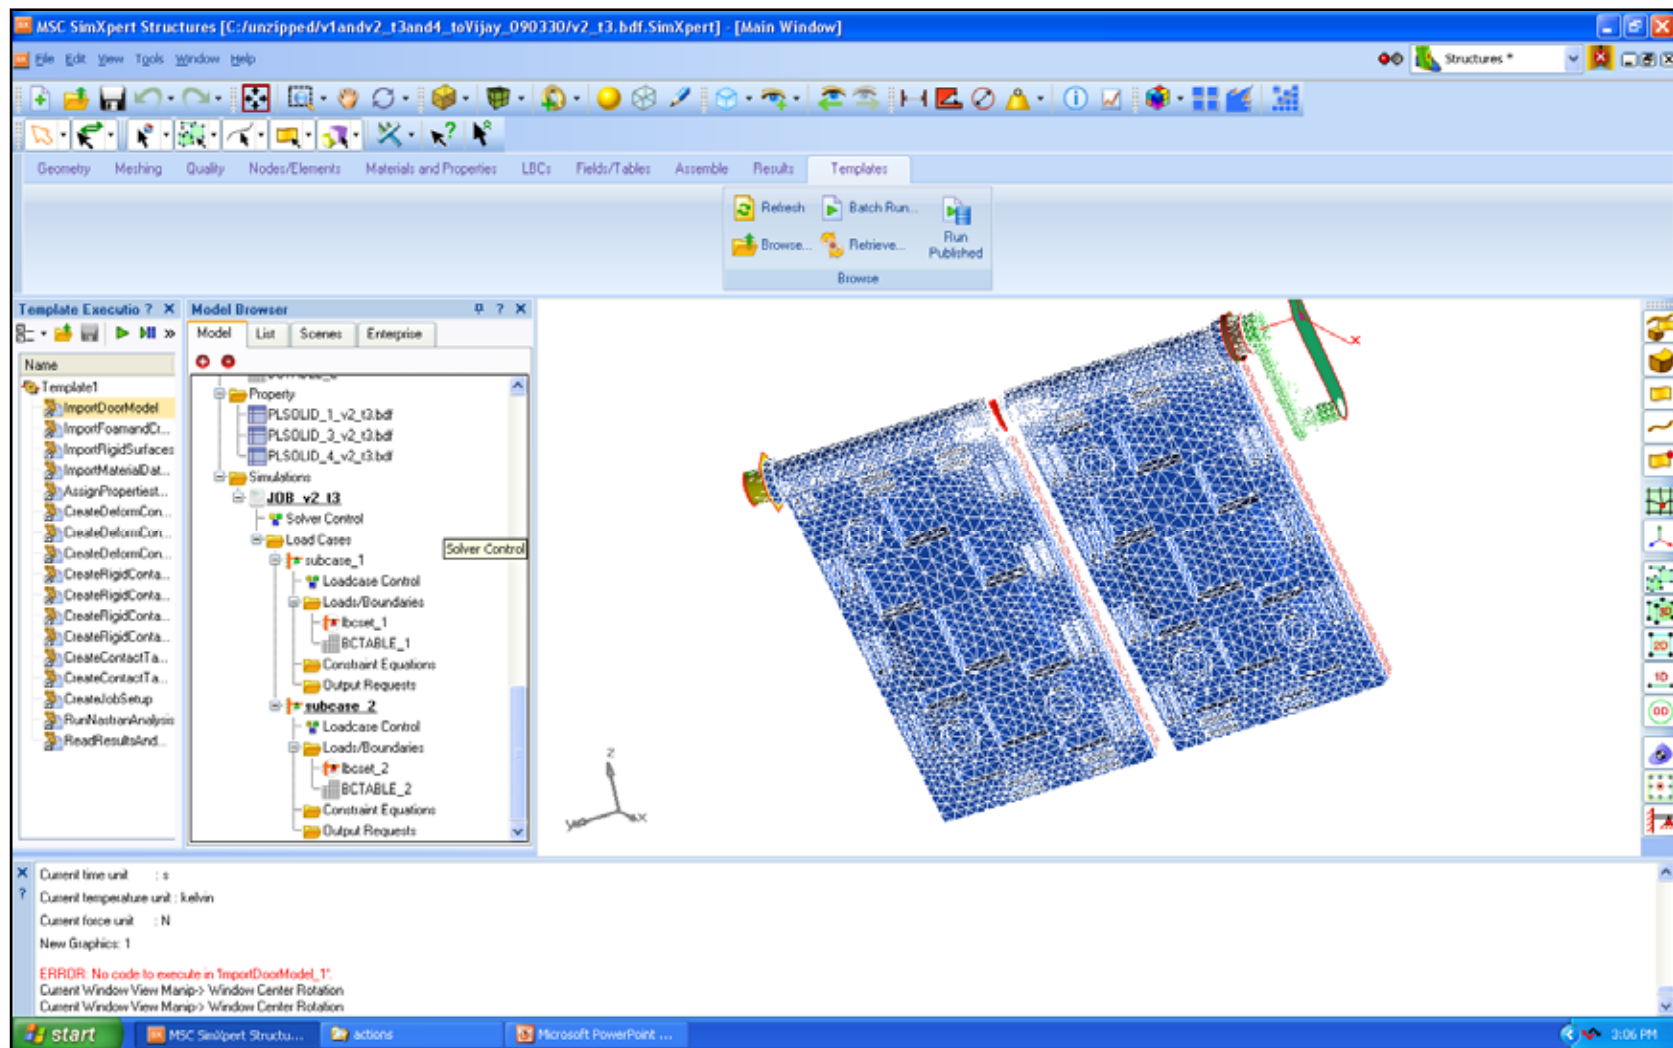 MSC SimXpert Structures [C:/unzipped/v1andv2_t3and4_toVijay_090330/v2_t3.bdf.SimXpert] - [Main Window]
File Edit View Tools Window Help
Structures *
Geometry Meshing Quality Nodes/Elements Materials and Properties LBCs Fields/Tables Assemble Results Templates
Refresh Batch Run...
Browse... Retrieve... Run Published
Browse
Template Executio ? X
Model Browser ? X
Model List Scenes Enterprise
Name
Template1
ImportDoorModel
ImportFoamandCr...
ImportRigidSurfaces
ImportMaterialDat...
AssignPropertiest...
CreateDeformCon...
CreateDeformCon...
CreateDeformCon...
CreateRigidConta...
CreateRigidConta...
CreateRigidConta...
CreateRigidConta...
CreateContactTa...
CreateContactTa...
CreateJobSetup
RunNastranAnalysis
ReadResultsAnd...
Property
PLSOLID_1_v2_t3.bdf
PLSOLID_3_v2_t3.bdf
PLSOLID_4_v2_t3.bdf
Simulations
JOB_v2_t3
Solver Control
Load Cases
Solver Control
subcase_1
Loadcase Control
Loads/Boundaries
lbcset_1
BCTABLE_1
Constraint Equations
Output Requests
subcase_2
Loadcase Control
Loads/Boundaries
lbcset_2
BCTABLE_2
Constraint Equations
Output Requests
X
z
y
x
3D
2D
1D
0D
Current time unit : s
Current temperature unit : kelvin
Current force unit : N
New Graphics: 1
ERROR: No code to execute in 'ImportDoorModel_1'.
Current Window View Manip-> Window Center Rotation
Current Window View Manip-> Window Center Rotation
start MSC SimXpert Structu... actions Microsoft PowerPoint ... 3:06 PM